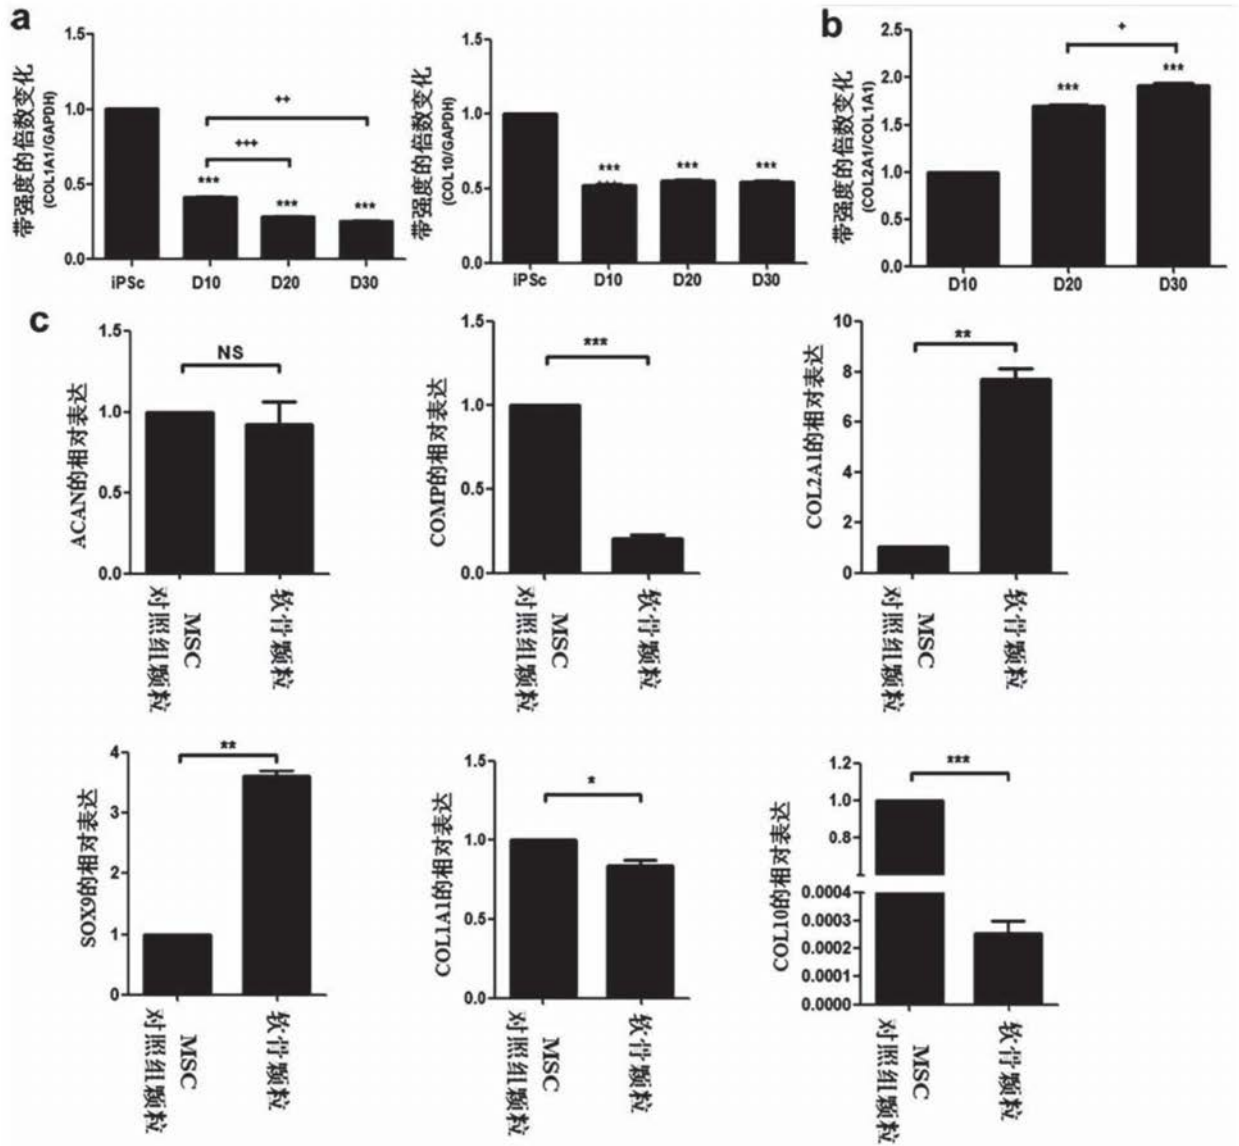 a
带强度的倍数变化
(COL1A1/GAPDH)
1.5
1.0
0.5
0.0
++
+++
***
***
***
iPSc
D10
D20
D30
带强度的倍数变化
(COL10/GAPDH)
1.5
1.0
0.5
0.0
***
***
***
iPSc
D10
D20
D30
b
带强度的倍数变化
(COL2A1/COL1A1)
2.5
2.0
1.5
1.0
0.5
0.0
+
***
***
D10
D20
D30
c
ACAN的相对表达
1.5
1.0
0.5
0.0
NS
MSC
对照组颗粒
软骨颗粒
COMP的相对表达
1.5
1.0
0.5
0.0
***
MSC
对照组颗粒
软骨颗粒
COL2A1的相对表达
10
8
6
4
2
0
**
MSC
对照组颗粒
软骨颗粒
SOX9的相对表达
4
3
2
1
0
**
MSC
对照组颗粒
软骨颗粒
COL1A1的相对表达
1.5
1.0
0.5
0.0
*
MSC
对照组颗粒
软骨颗粒
COL10的相对表达
1.2
1.0
0.8
0.0004
0.0003
0.0002
0.0001
0.0000
***
MSC
对照组颗粒
软骨颗粒